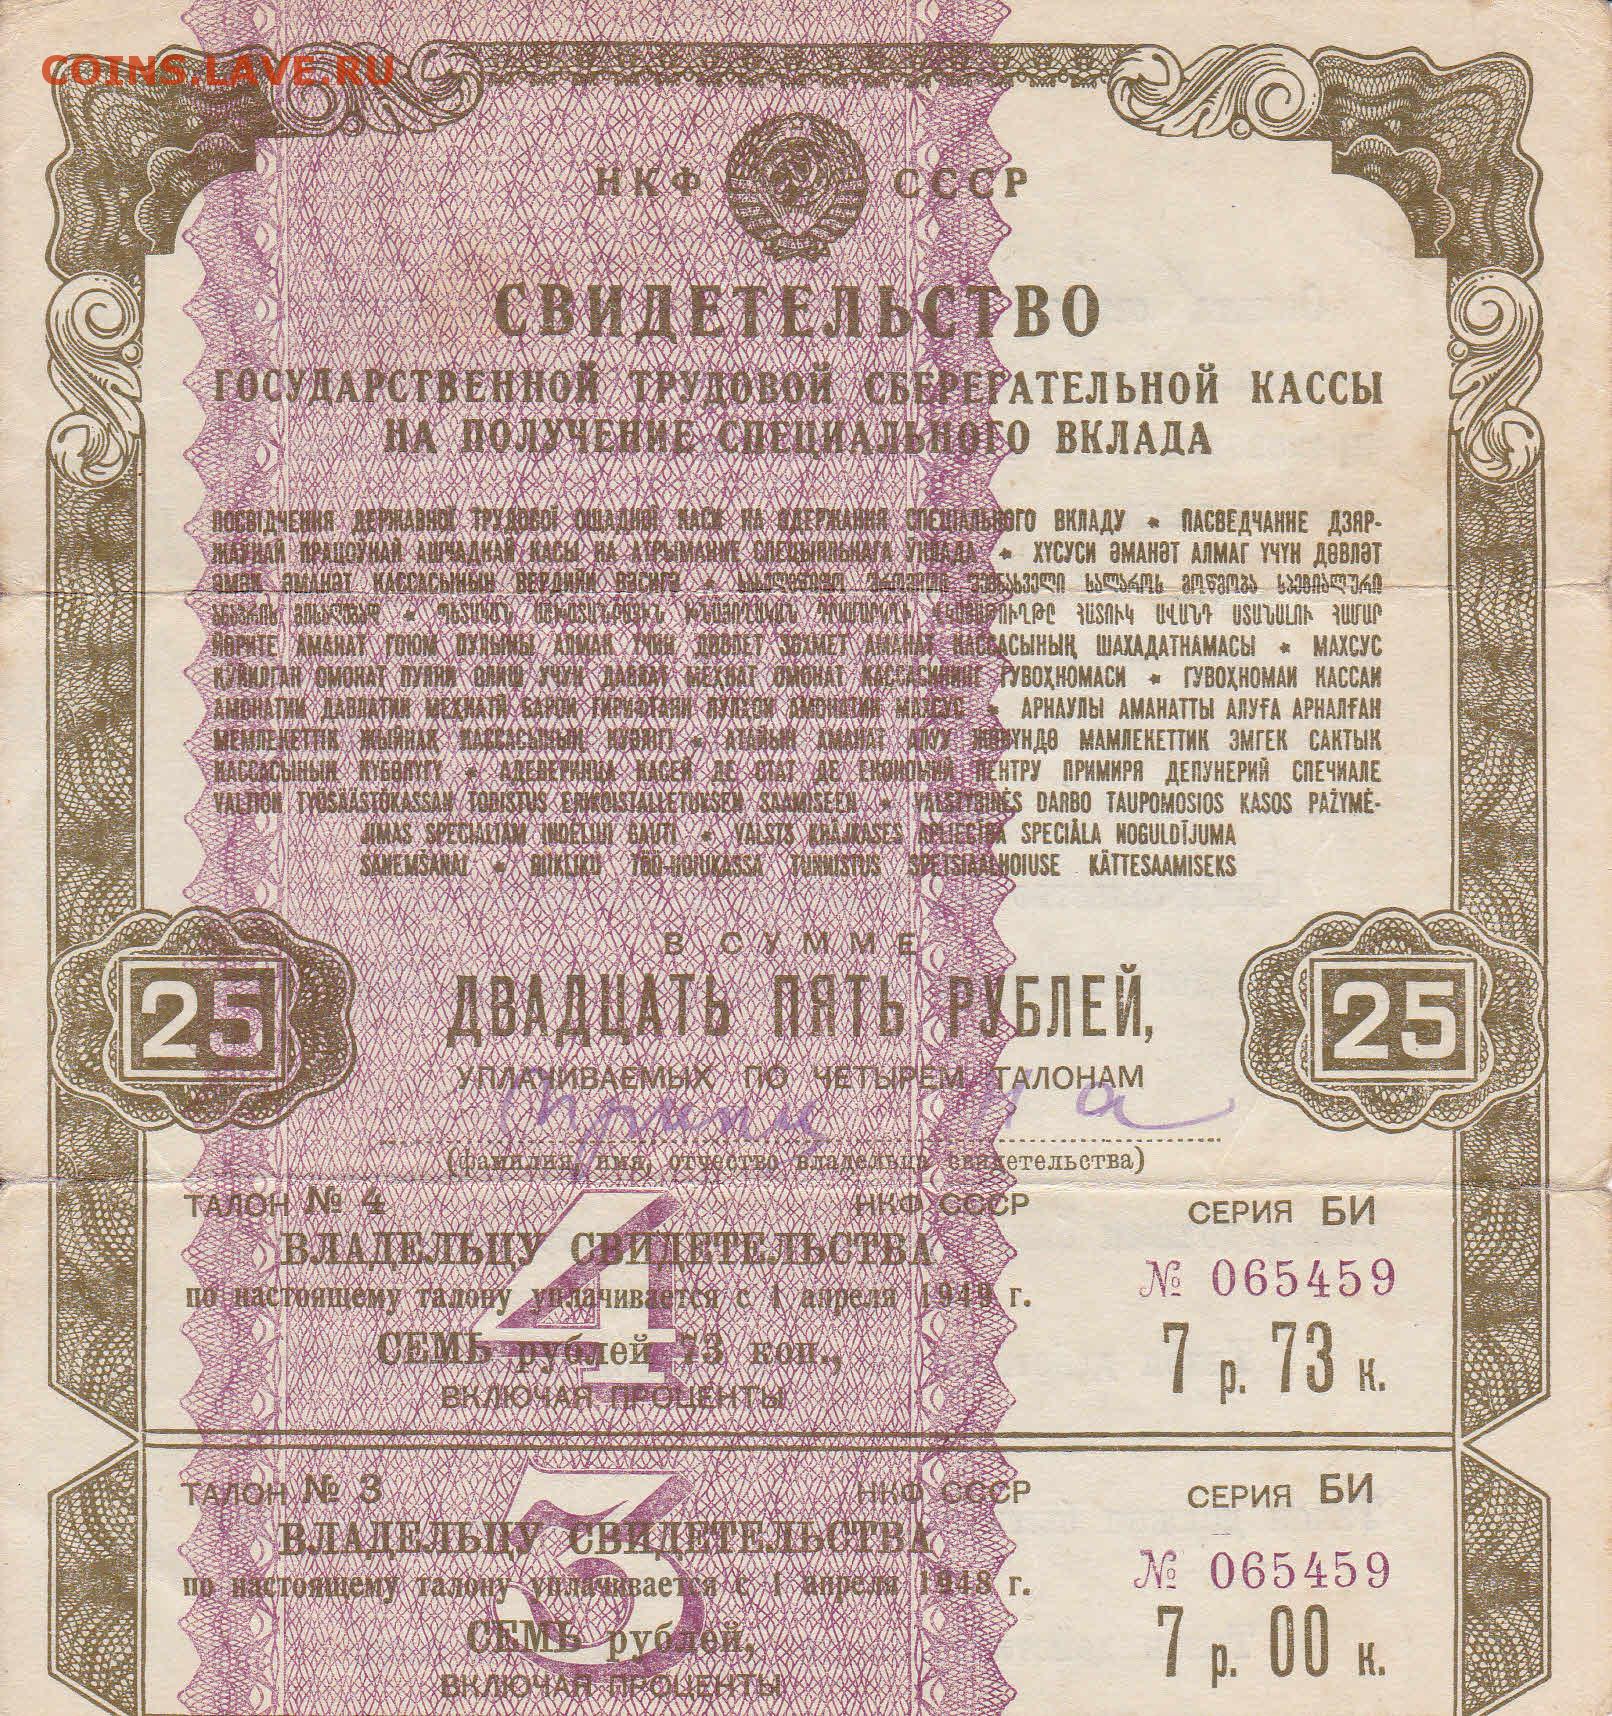 COINS.LAVE.RU
НКФ СССР
СВИДЕТЕЛЬСТВО
ГОСУДАРСТВЕННОЙ ТРУДОВОЙ СБЕРЕГАТЕЛЬНОЙ КАССЫ
НА ПОЛУЧЕНИЕ СПЕЦИАЛЬНОГО ВКЛАДА
ПОСВІДЧЕННЯ ДЕРЖАВНОЇ ТРУДОВОЇ ОЩАДНОЇ КАСИ НА ОДЕРЖАННЯ СПЕЦІАЛЬНОГО ВКЛАДУ * ПАСВЕДЧАННЕ ДЗЯР-
ЖАЎНАЙ ПРАЦОЎНАЙ АШЧАДНАЙ КАСЫ НА АТРЫМАННЕ СПЕЦЫЯЛЬНАГА ЎКЛАДА * ХҮСУСИ ӘМАНӘТ АЛМАГ ҮЧҮН ДӨВЛӘТ
ӘМӘК ӘМАНӘТ КАССАСЫНЫН ВЕРДИЙИ ВӘСИГӘ *
ЙӨРИТЕ АМАНАТ ГОЮМ ПУЛЫНЫ АЛМАК ҮЧИН ДӨВЛЕТ ЗӘХМЕТ АМАНАТ КАССАСЫНЫҢ ШАХАДАТНАМАСЫ * МАХСУС
ҚУЙИЛГАН ОМОНАТ ПУЛНИ ОЛИШ УЧУН ДАВЛАТ МЕҲНАТ ОМОНАТ КАССАСИНИНГ ГУВОҲНОМАСИ * ГУВОҲНОМАИ КАССАИ
АМОНАТИИ ДАВЛАТИИ МЕҲНАТӢ БАРОИ ГИРИФТАНИ ПУЛҲОИ АМОНАТИИ МАХСУС * АРНАУЛЫ АМАНАТТЫ АЛУҒА АРНАЛҒАН
МЕМЛЕКЕТТІК ЖЫЙНАҚ КАССАСЫНЫҢ КУӘЛІГІ * АТАЙЫН АМАНАТ АЛУУ ЖӨНҮНДӨ МАМЛЕКЕТТИК ЭМГЕК САКТЫК
КАССАСЫНЫН КҮБӨЛҮГҮ * АДЕВЕРИНЦА КАСЕЙ ДЕ СТАТ ДЕ ЕКОНОМИЙ ПЕНТРУ ПРИМИРЯ ДЕПУНЕРИЙ СПЕЧИАЛЕ
VALTION TYÖSÄÄSTÖKASSAN TODISTUS ERIKOISTALLETUKSEN SAAMISEEN * VALSTYBINĖS DARBO TAUPOMOSIOS KASOS PAŽYMĖ-
JIMAS SPECIALIAM INDĖLIUI GAUTI * VALSTS KRĀJKASES APLIECĪBA SPECIĀLA NOGULDĪJUMA
SAŅEMŠANAI * RIIKLIKU TÖÖ-HOIUKASSA TUNNISTUS SPETSIAALHOIUSE KÄTTESAAMISEKS
В СУММЕ
25 ДВАДЦАТЬ ПЯТЬ РУБЛЕЙ, 25
УПЛАЧИВАЕМЫХ ПО ЧЕТЫРЕМ ТАЛОНАМ
(фамилия, имя, отчество владельца свидетельства)
ТАЛОН № 4 НКФ СССР СЕРИЯ БИ
4
ВЛАДЕЛЬЦУ СВИДЕТЕЛЬСТВА
№ 065459
по настоящему талону уплачивается с 1 апреля 1949 г.
СЕМЬ рублей 73 коп., 7 р. 73 к.
ВКЛЮЧАЯ ПРОЦЕНТЫ
ТАЛОН № 3 НКФ СССР СЕРИЯ БИ
3
ВЛАДЕЛЬЦУ СВИДЕТЕЛЬСТВА
№ 065459
по настоящему талону уплачивается с 1 апреля 1948 г.
СЕМЬ рублей, 7 р. 00 к.
ВКЛЮЧАЯ ПРОЦЕНТЫ